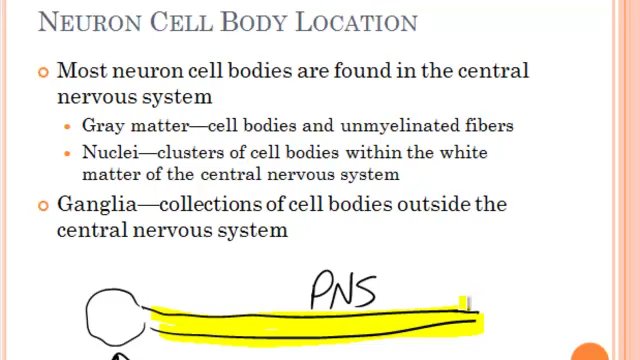 NEURON CELL BODY LOCATION
Most neuron cell bodies are found in the central
nervous system
Gray matter—cell bodies and unmyelinated fibers
Nuclei—clusters of cell bodies within the white
matter of the central nervous system
Ganglia—collections of cell bodies outside the
central nervous system
PNS